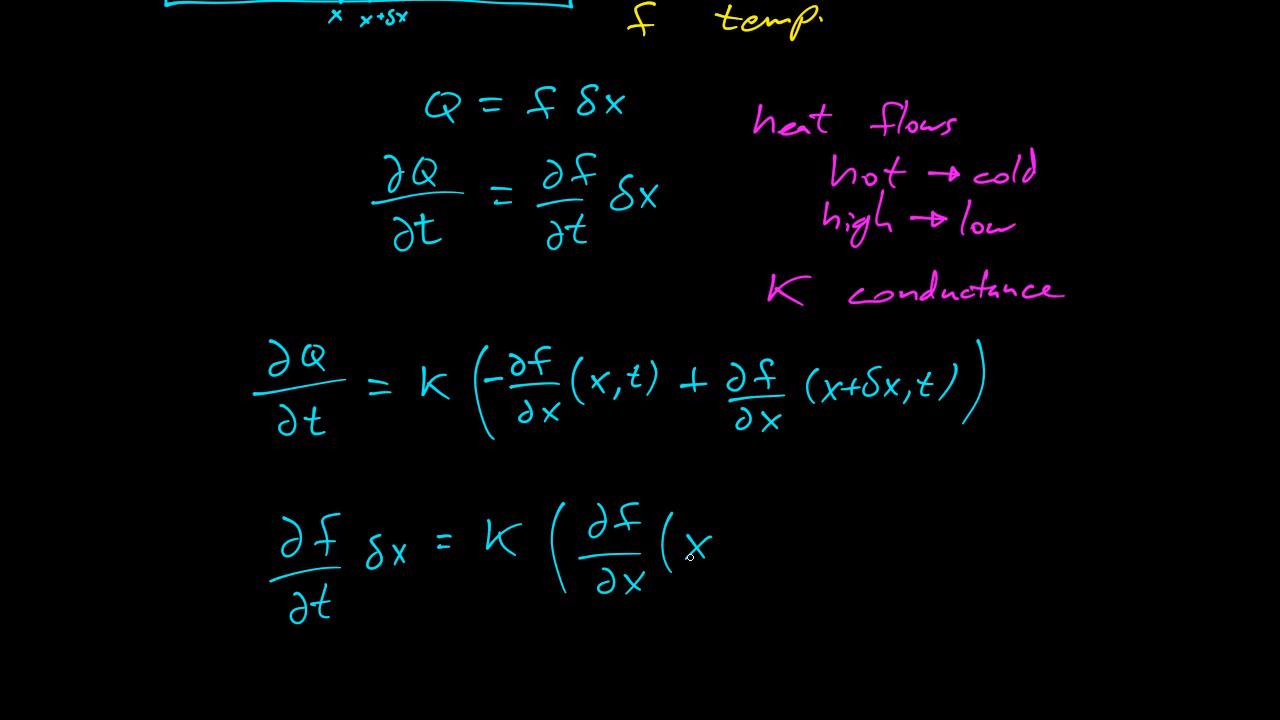 x x+δx
f temp.
Q = f δx
∂Q/∂t = ∂f/∂t δx
heat flows
hot → cold
high → low
K conductance
∂Q/∂t = K (-∂f/∂x (x,t) + ∂f/∂x (x+δx,t))
∂f/∂t δx = K (∂f/∂x (x